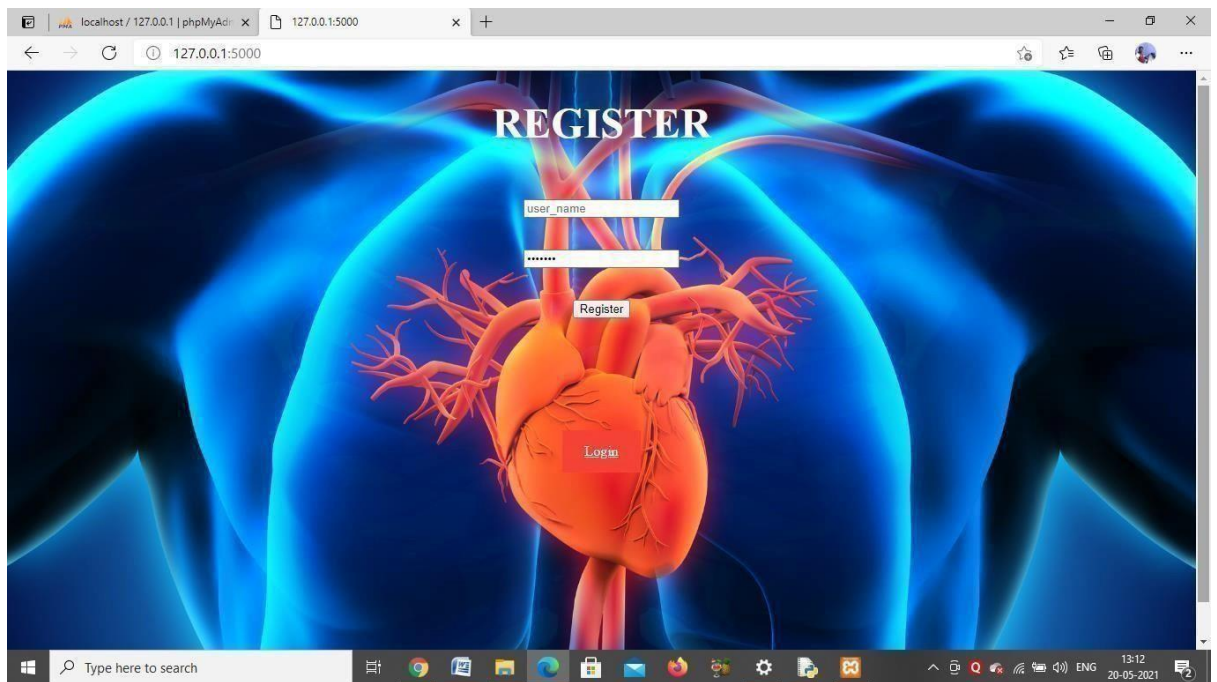 localhost / 127.0.0.1 | phpMyAdm
127.0.0.1:5000
127.0.0.1:5000
REGISTER
user_name
•••••••
Register
Login
Type here to search
ENG
13:12
20-05-2021
2